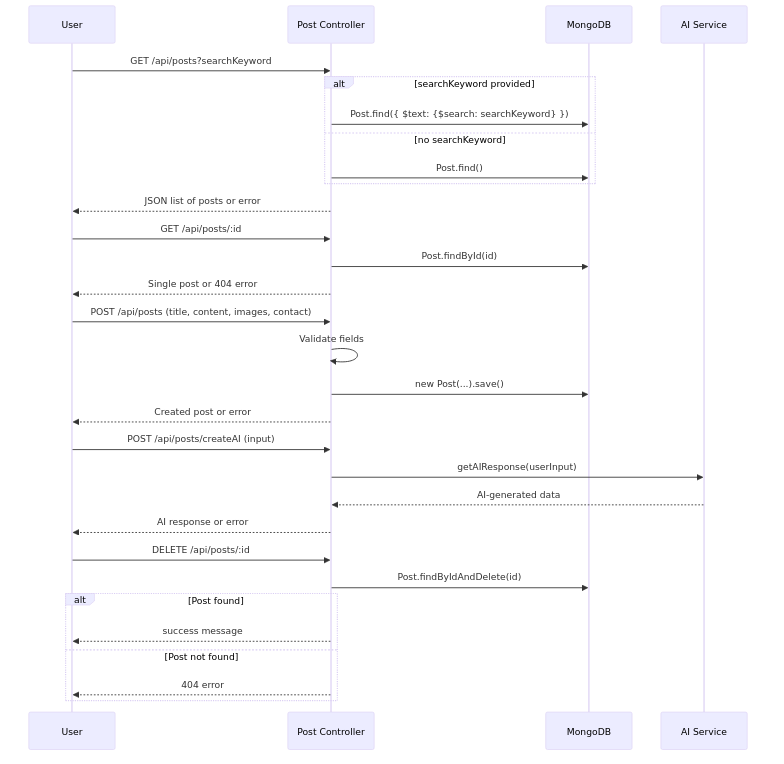 User
Post Controller
MongoDB
AI Service
GET /api/posts?searchKeyword
alt
[searchKeyword provided]
Post.find({ $text: {$search: searchKeyword} })
[no searchKeyword]
Post.find()
JSON list of posts or error
GET /api/posts/:id
Post.findById(id)
Single post or 404 error
POST /api/posts (title, content, images, contact)
Validate fields
new Post(...).save()
Created post or error
POST /api/posts/createAI (input)
getAIResponse(userInput)
AI-generated data
AI response or error
DELETE /api/posts/:id
Post.findByIdAndDelete(id)
alt
[Post found]
success message
[Post not found]
404 error
User
Post Controller
MongoDB
AI Service